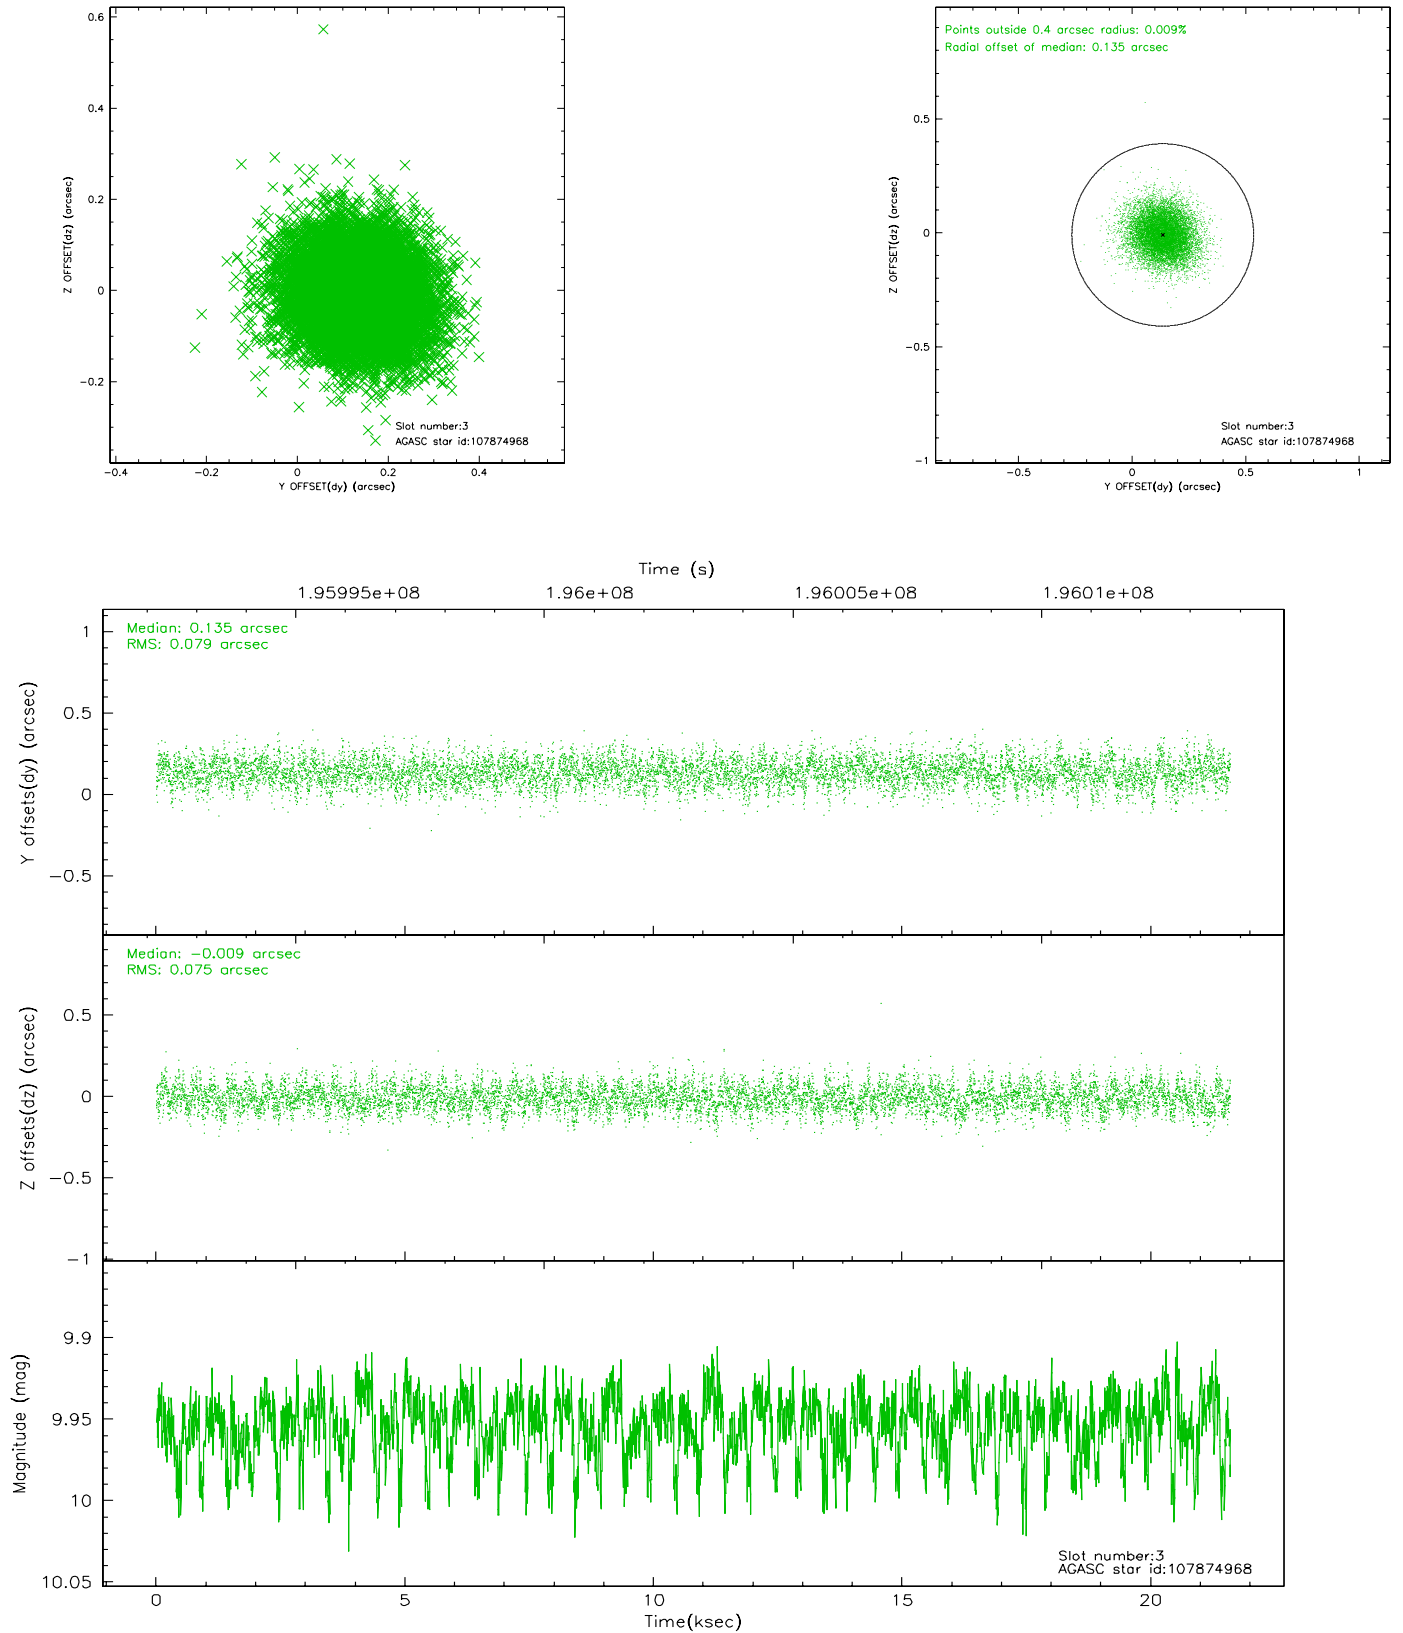 0.6
0.4
0.2
0
−0.2
−0.4
−0.2
0
0.2
0.4
Z OFFSET(dz) (arcsec)
Y OFFSET(dy) (arcsec)
Slot number:3
AGASC star id:107874968
Points outside 0.4 arcsec radius: 0.009%
Radial offset of median: 0.135 arcsec
0.5
0
−0.5
−1
−0.5
0
0.5
1
Z OFFSET(dz) (arcsec)
Y OFFSET(dy) (arcsec)
Slot number:3
AGASC star id:107874968
Time (s)
1.95995e+08
1.96e+08
1.96005e+08
1.9601e+08
Median: 0.135 arcsec
RMS: 0.079 arcsec
1
0.5
0
−0.5
Y offsets(dy) (arcsec)
Median: −0.009 arcsec
RMS: 0.075 arcsec
0.5
0
−0.5
−1
Z offsets(dz) (arcsec)
9.9
9.95
10
10.05
Magnitude (mag)
Slot number:3
AGASC star id:107874968
0
5
10
15
20
Time(ksec)